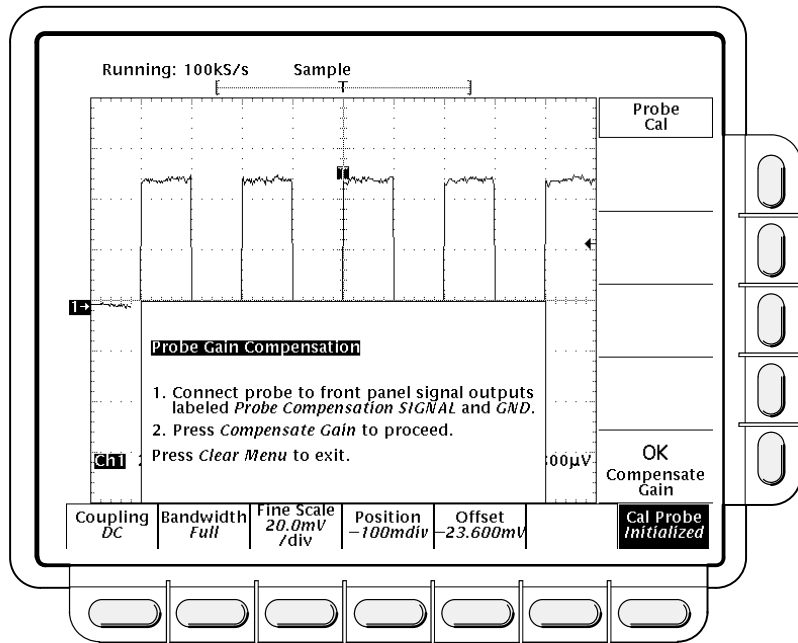 Running: 100kS/s Sample
T
Probe
Cal
T
1→
Probe Gain Compensation
1. Connect probe to front panel signal outputs
labeled Probe Compensation SIGNAL and GND.
2. Press Compensate Gain to proceed.
Press Clear Menu to exit.
Ch1
00µV
OK
Compensate
Gain
Coupling
DC
Bandwidth
Full
Fine Scale
20.0mV
/div
Position
−100mdiv
Offset
−23.600mV
Cal Probe
Initialized